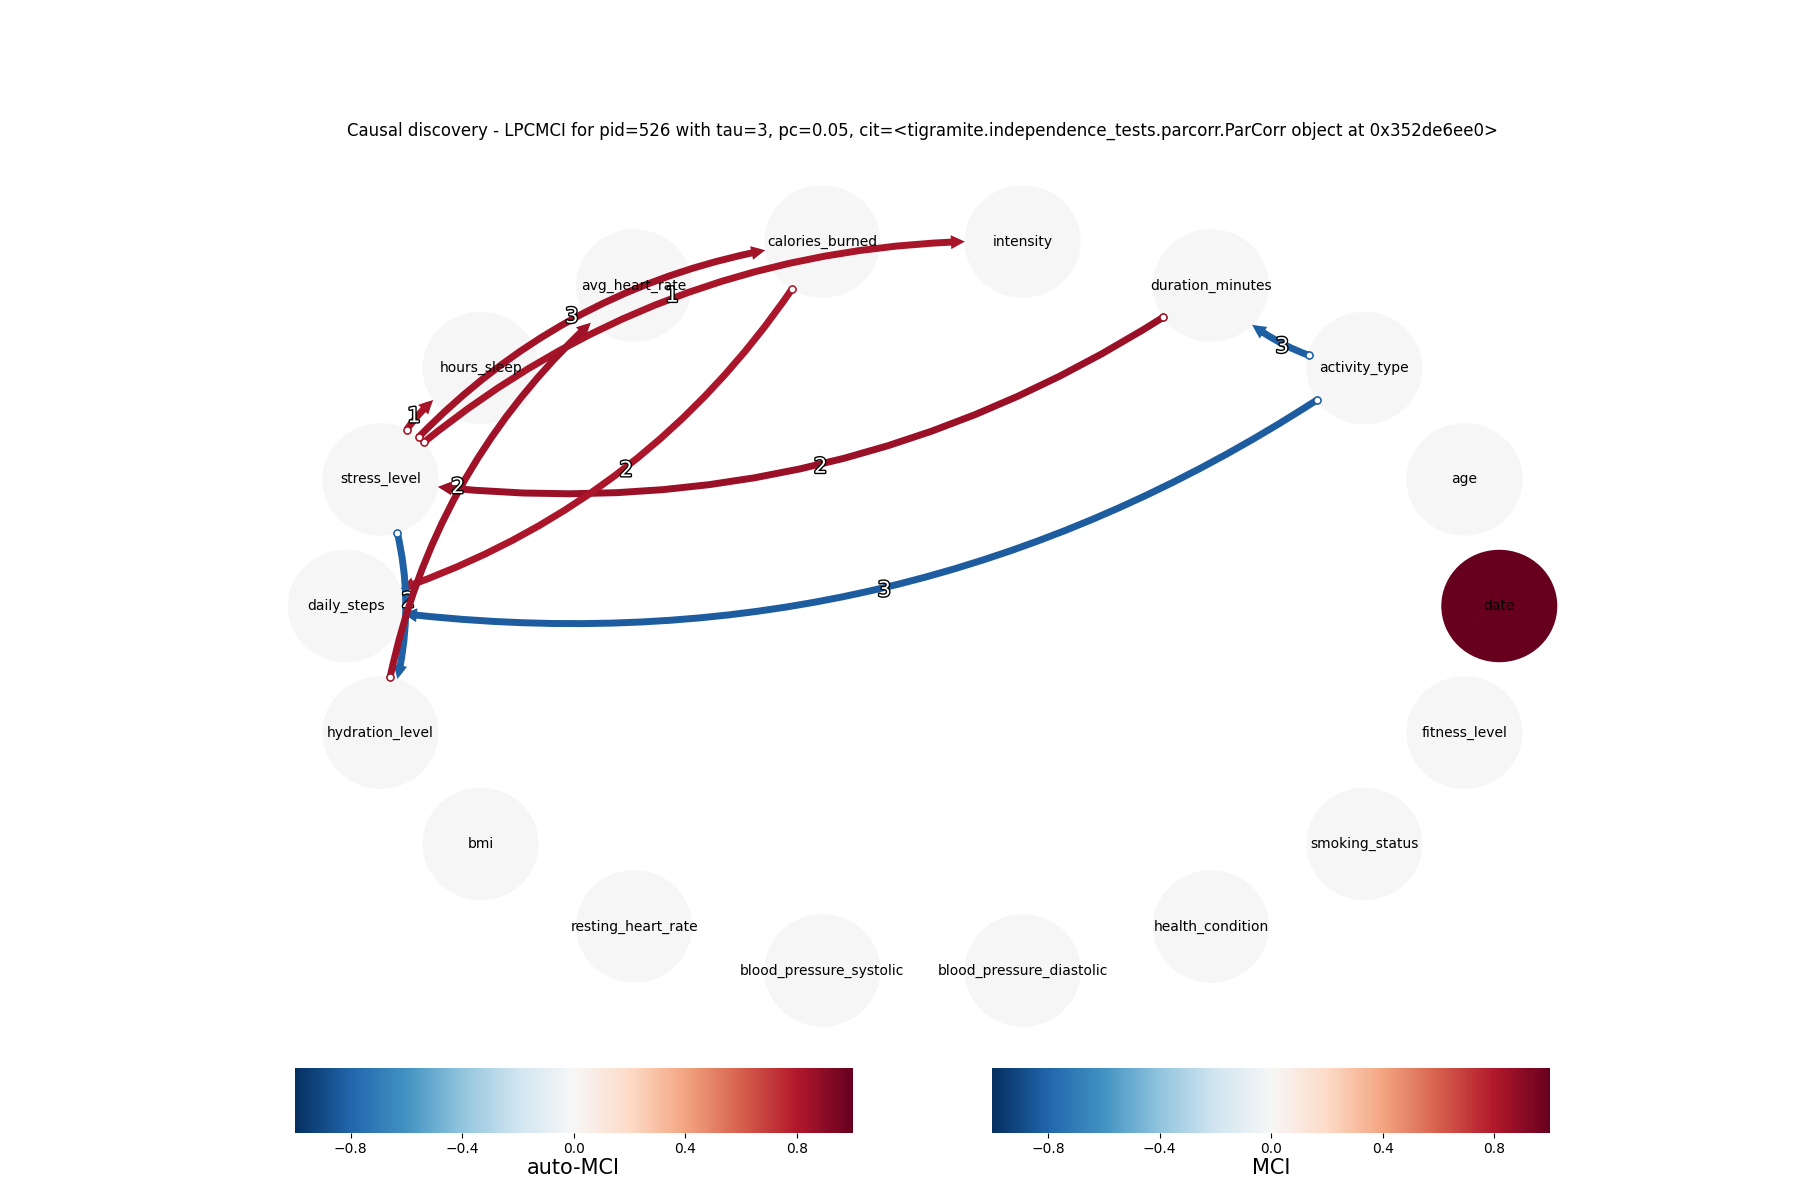 Causal discovery - LPCMCI for pid=526 with tau=3, pc=0.05, cit=<tigramite.independence_tests.parcorr.ParCorr object at 0x352de6ee0>
calories_burned
intensity
avg_heart_rate
1
duration_minutes
3
3
hours_sleep
activity_type
1
stress_level
2
2
2
age
3
daily_steps
date
hydration_level
fitness_level
bmi
smoking_status
resting_heart_rate
health_condition
blood_pressure_systolic
blood_pressure_diastolic
−0.8
−0.4
0.0
0.4
0.8
auto-MCI
−0.8
−0.4
0.0
0.4
0.8
MCI